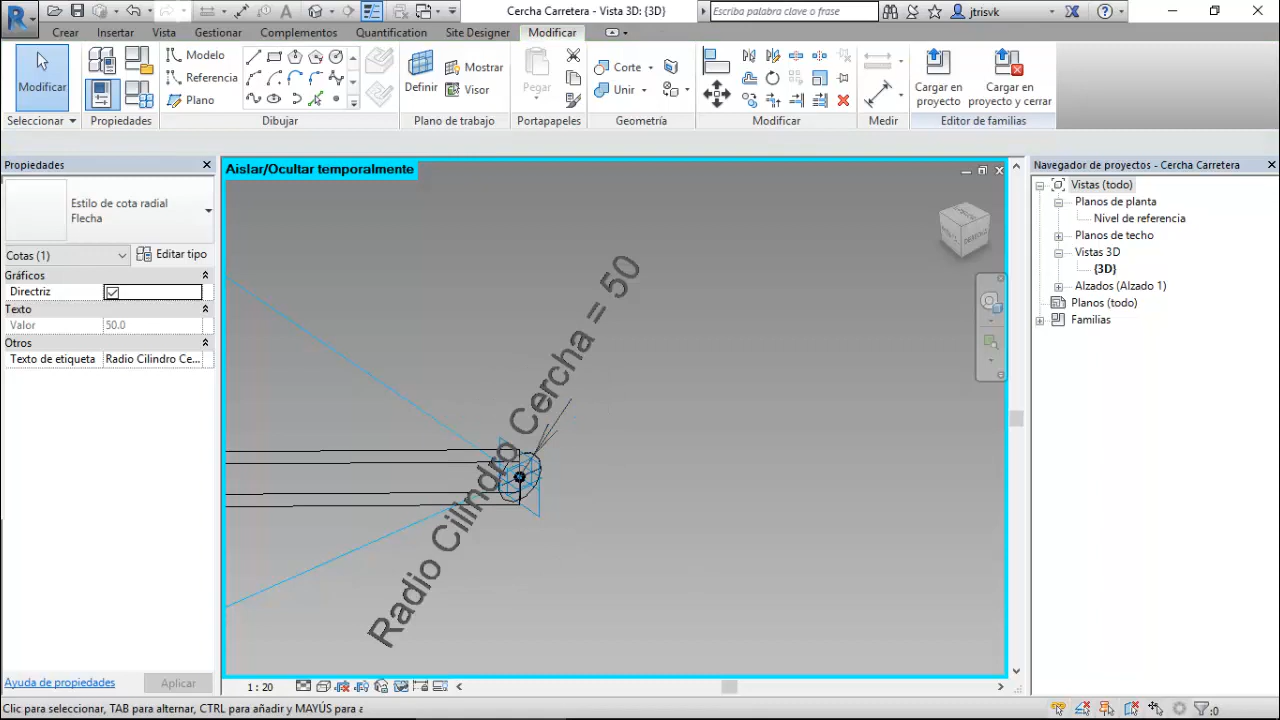 Cercha Carretera - Vista 3D: {3D}
Escriba palabra clave o frase
jtrisvk
Crear
Insertar
Vista
Gestionar
Complementos
Quantification
Site Designer
Modificar
Modificar
Modelo
Referencia
Plano
Definir
Mostrar
Visor
Pegar
Corte
Unir
Cargar en
proyecto
Cargar en
proyecto y cerrar
Seleccionar
Propiedades
Dibujar
Plano de trabajo
Portapapeles
Geometría
Modificar
Medir
Editor de familias
Propiedades
Estilo de cota radial
Flecha
Cotas (1)
Editar tipo
Gráficos
Directriz
Texto
Valor
50.0
Otros
Texto de etiqueta
Radio Cilindro Ce...
Ayuda de propiedades
Aplicar
Aislar/Ocultar temporalmente
Radio Cilindro Cercha = 50
1 : 20
Navegador de proyectos - Cercha Carretera
Vistas (todo)
Planos de planta
Nivel de referencia
Planos de techo
Vistas 3D
{3D}
Alzados (Alzado 1)
Planos (todo)
Familias
Clic para seleccionar, TAB para alternar, CTRL para añadir y MAYÚS para a
:0